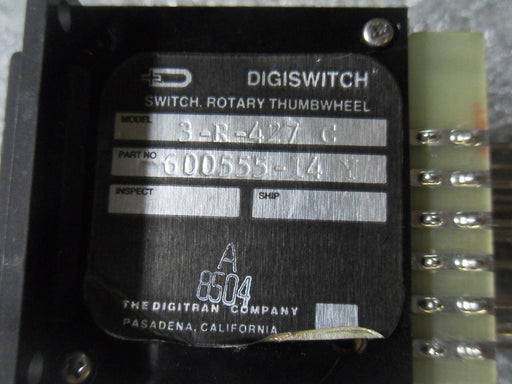 DIGISWITCH
SWITCH, ROTARY THUMBWHEEL
MODEL 3-R-427 C
PART NO 600555-14 Y
INSPECT SHIP
A
8504
THE DIGITRAN COMPANY
PASADENA, CALIFORNIA